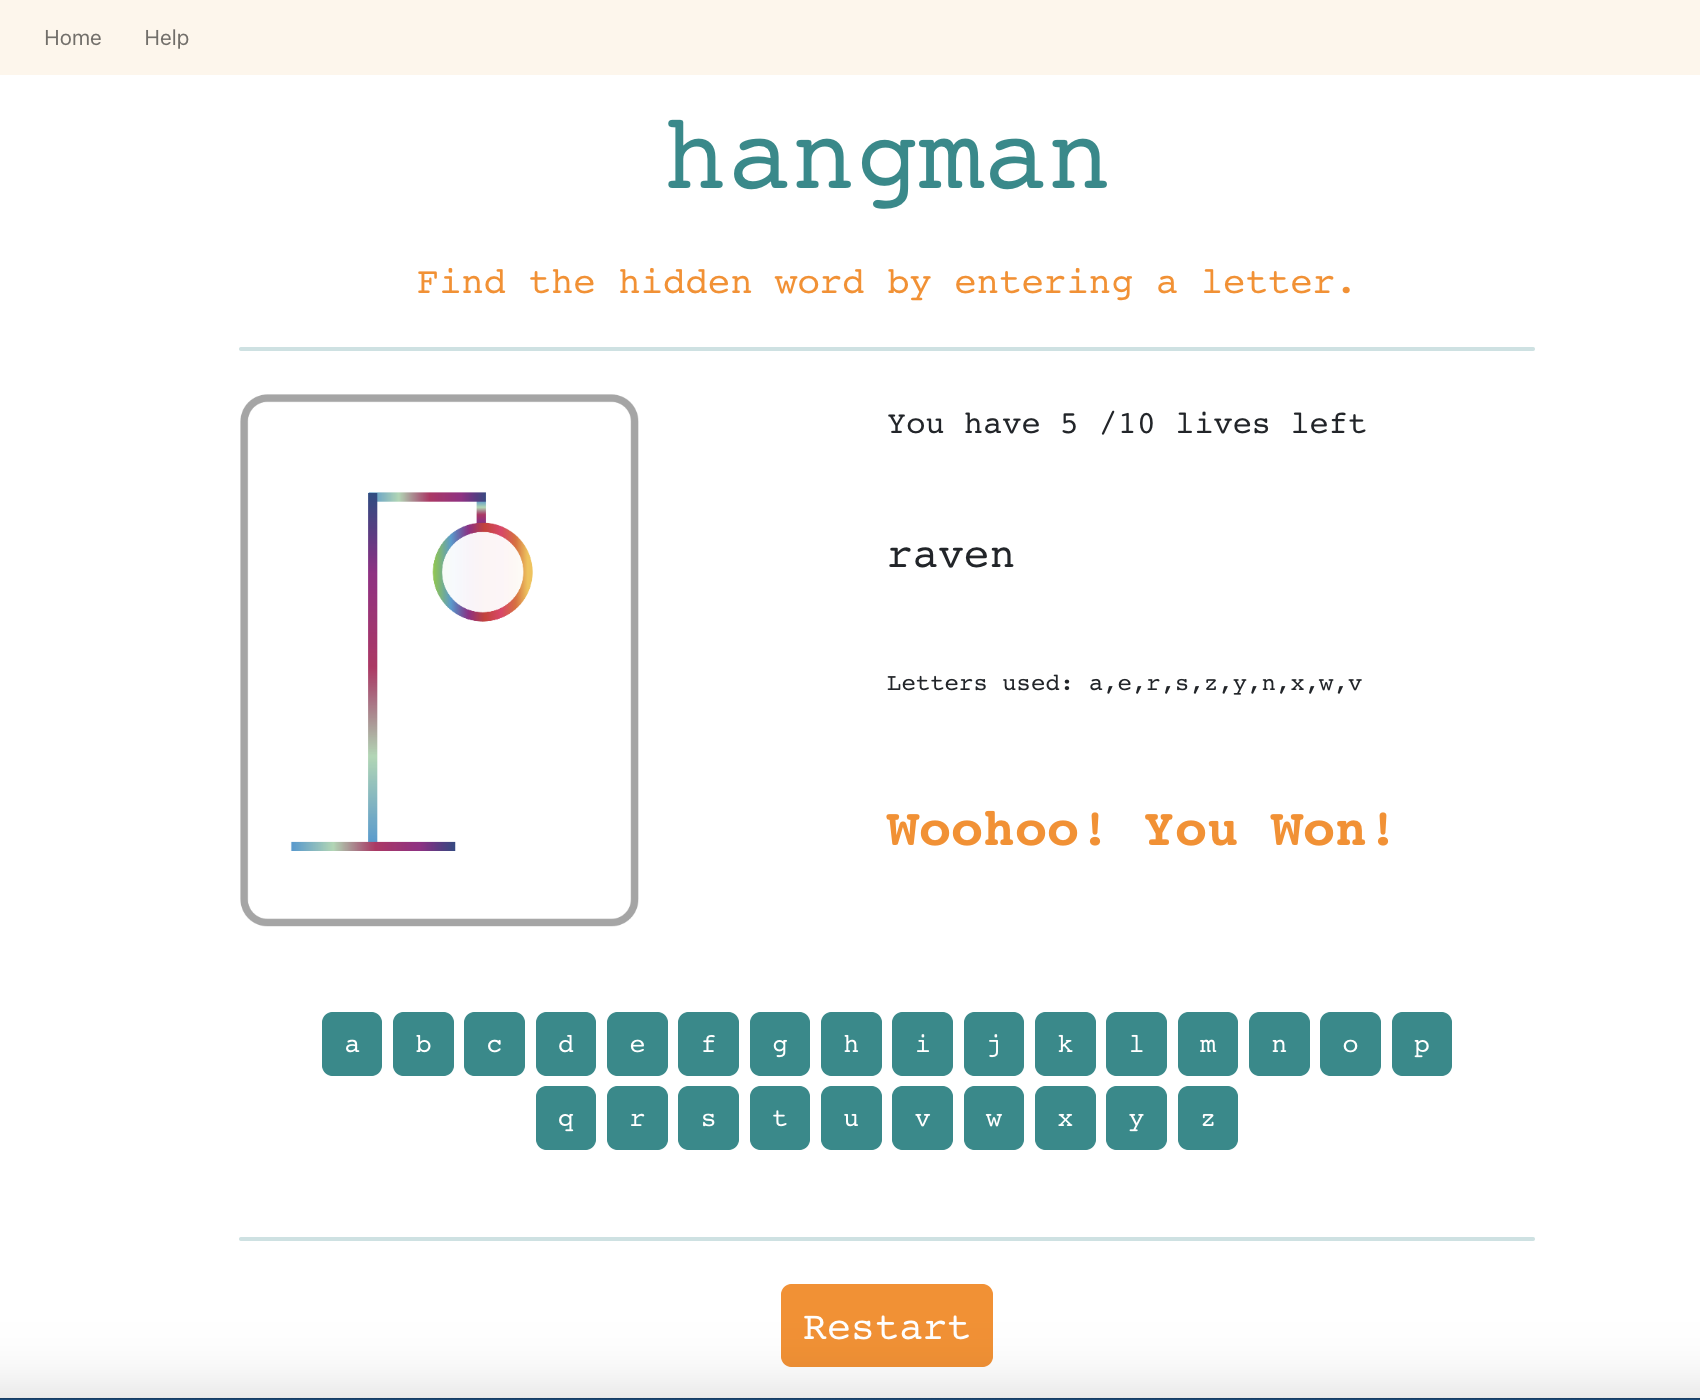 Home Help
hangman
Find the hidden word by entering a letter.
You have 5 /10 lives left
raven
Letters used: a,e,r,s,z,y,n,x,w,v
Woohoo! You Won!
a b c d e f g h i j k l m n o p
q r s t u v w x y z
Restart